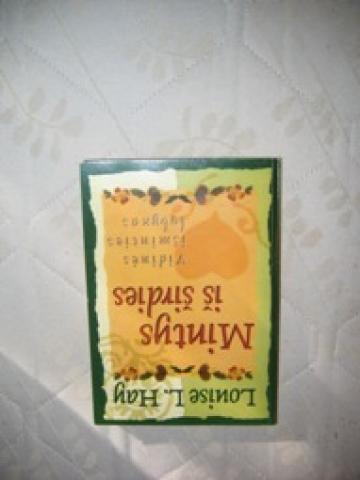 Louise L. Hay
Mintys
iš širdies
vidinės
išminties
lobynas